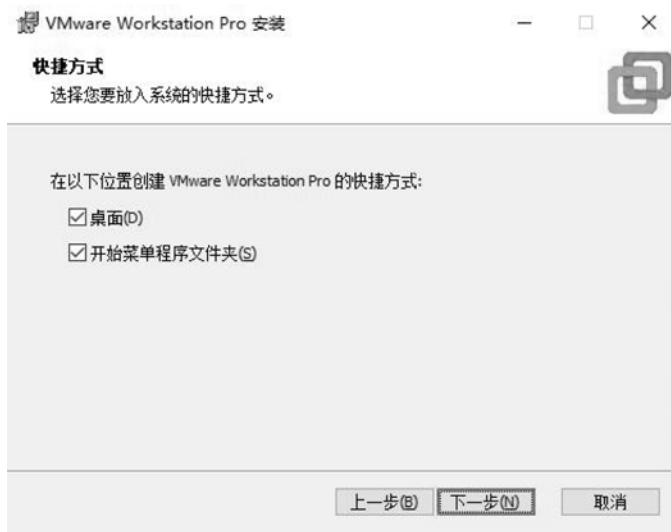 VMware Workstation Pro 安装
快捷方式
选择您要放入系统的快捷方式。
在以下位置创建 VMware Workstation Pro 的快捷方式:
桌面(D)
开始菜单程序文件夹(S)
上一步(B) 下一步(N) 取消